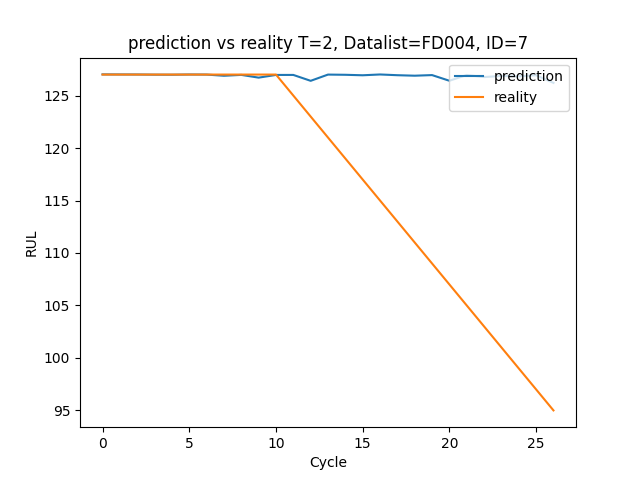 prediction vs reality T=2, Datalist=FD004, ID=7
prediction
reality
RUL
125
120
115
110
105
100
95
0 5 10 15 20 25
Cycle